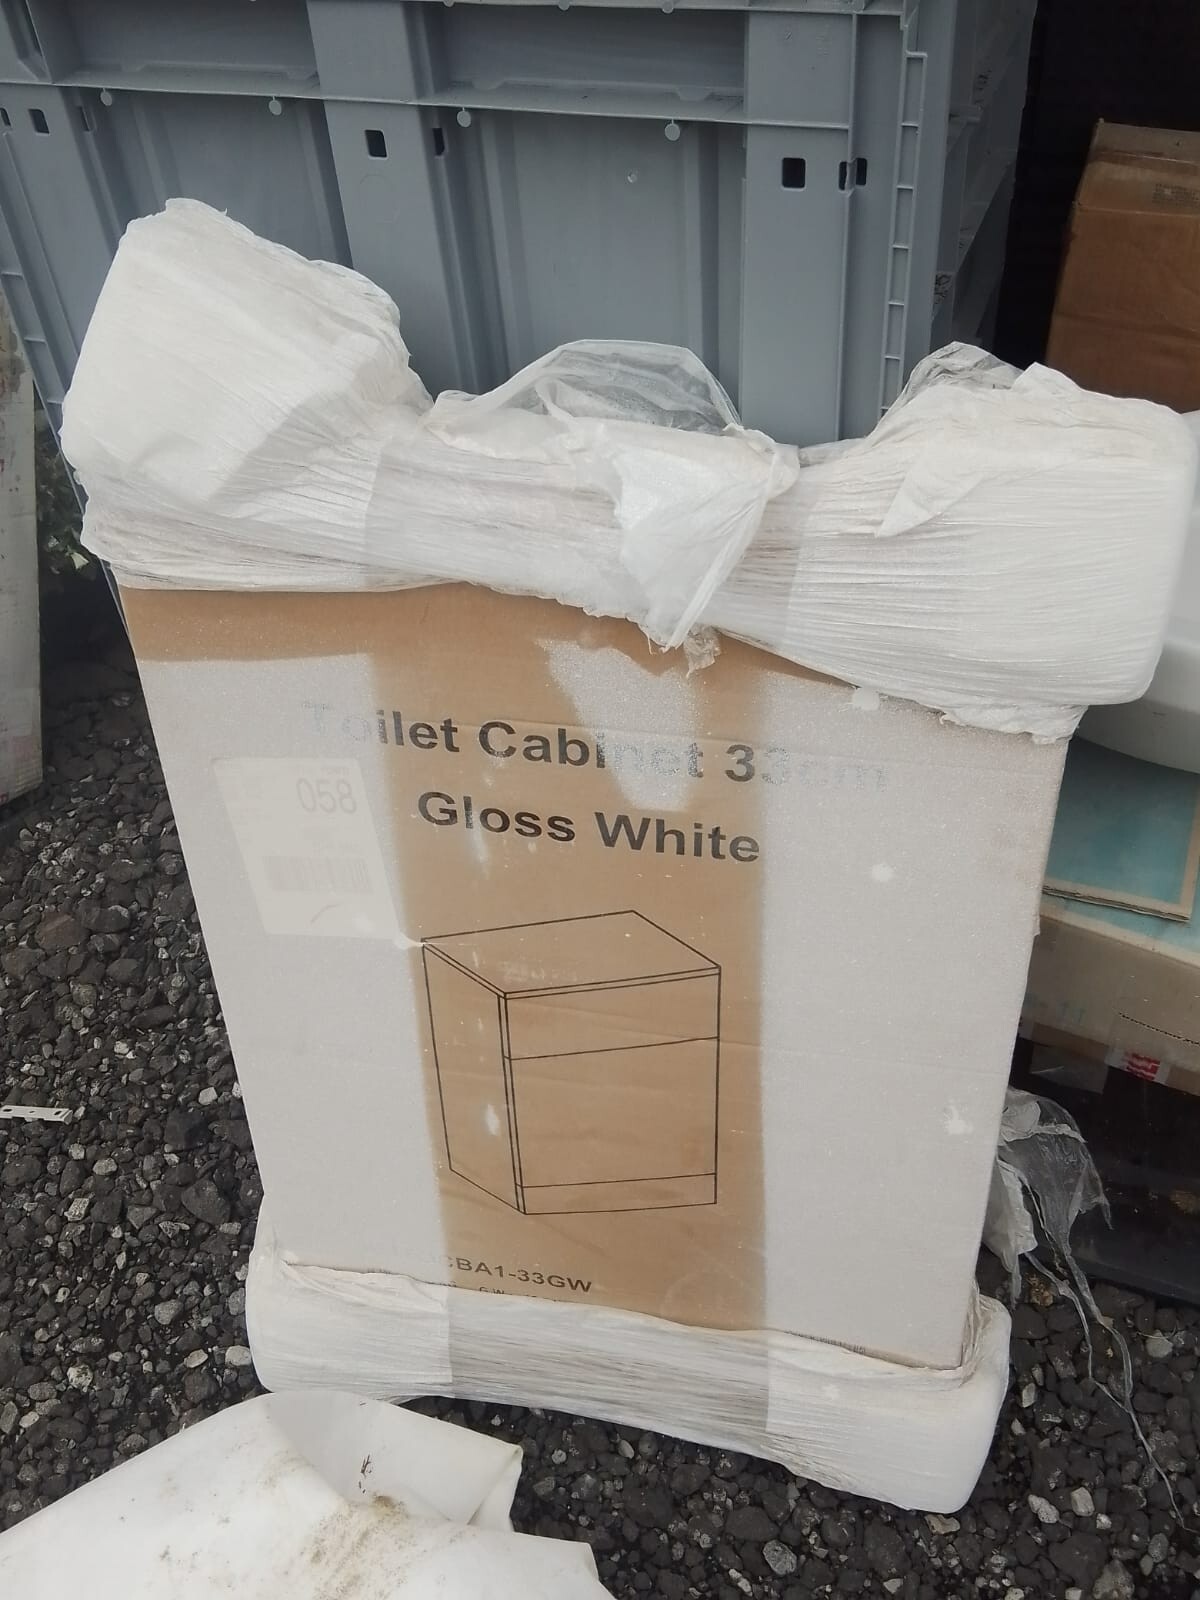 Toilet Cabinet 33cm
Gloss White
058
CBA1-33GW